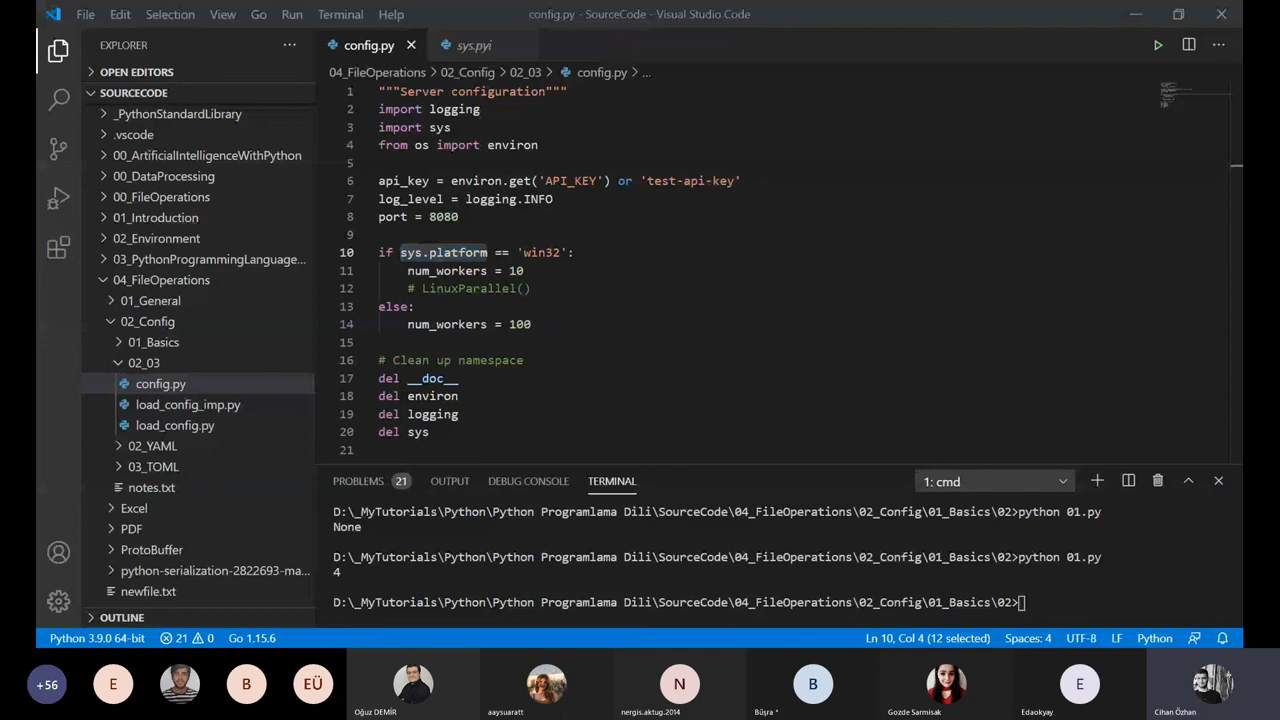 File Edit Selection View Go Run Terminal Help config.py - SourceCode - Visual Studio Code
EXPLORER
OPEN EDITORS
SOURCECODE
_PythonStandardLibrary
.vscode
00_ArtificialIntelligenceWithPython
00_DataProcessing
00_FileOperations
01_Introduction
02_Environment
03_PythonProgrammingLanguage...
04_FileOperations
01_General
02_Config
01_Basics
02_03
config.py
load_config_imp.py
load_config.py
02_YAML
03_TOML
notes.txt
Excel
PDF
ProtoBuffer
python-serialization-2822693-ma...
newfile.txt
OUTLINE
config.py sys.pyi
04_FileOperations > 02_Config > 02_03 > config.py > ...
1 """Server configuration"""
2 import logging
3 import sys
4 from os import environ
5
6 api_key = environ.get('API_KEY') or 'test-api-key'
7 log_level = logging.INFO
8 port = 8080
9
10 if sys.platform == 'win32':
11 num_workers = 10
12 # LinuxParallel()
13 else:
14 num_workers = 100
15
16 # Clean up namespace
17 del __doc__
18 del environ
19 del logging
20 del sys
21
PROBLEMS 21 OUTPUT DEBUG CONSOLE TERMINAL 1: cmd
D:\_MyTutorials\Python\Python Programlama Dili\SourceCode\04_FileOperations\02_Config\01_Basics\02>python 01.py
None
D:\_MyTutorials\Python\Python Programlama Dili\SourceCode\04_FileOperations\02_Config\01_Basics\02>python 01.py
4
D:\_MyTutorials\Python\Python Programlama Dili\SourceCode\04_FileOperations\02_Config\01_Basics\02>
Python 3.9.0 64-bit 21 0 Go 1.15.6 Ln 10, Col 4 (12 selected) Spaces: 4 UTF-8 LF Python
+56 E B EÜ N B E
Oğuz DEMİR aaysuaratt nergis.aktug.2014 Büşra * Gozde Sarmisak Edaokyay Cihan Özhan